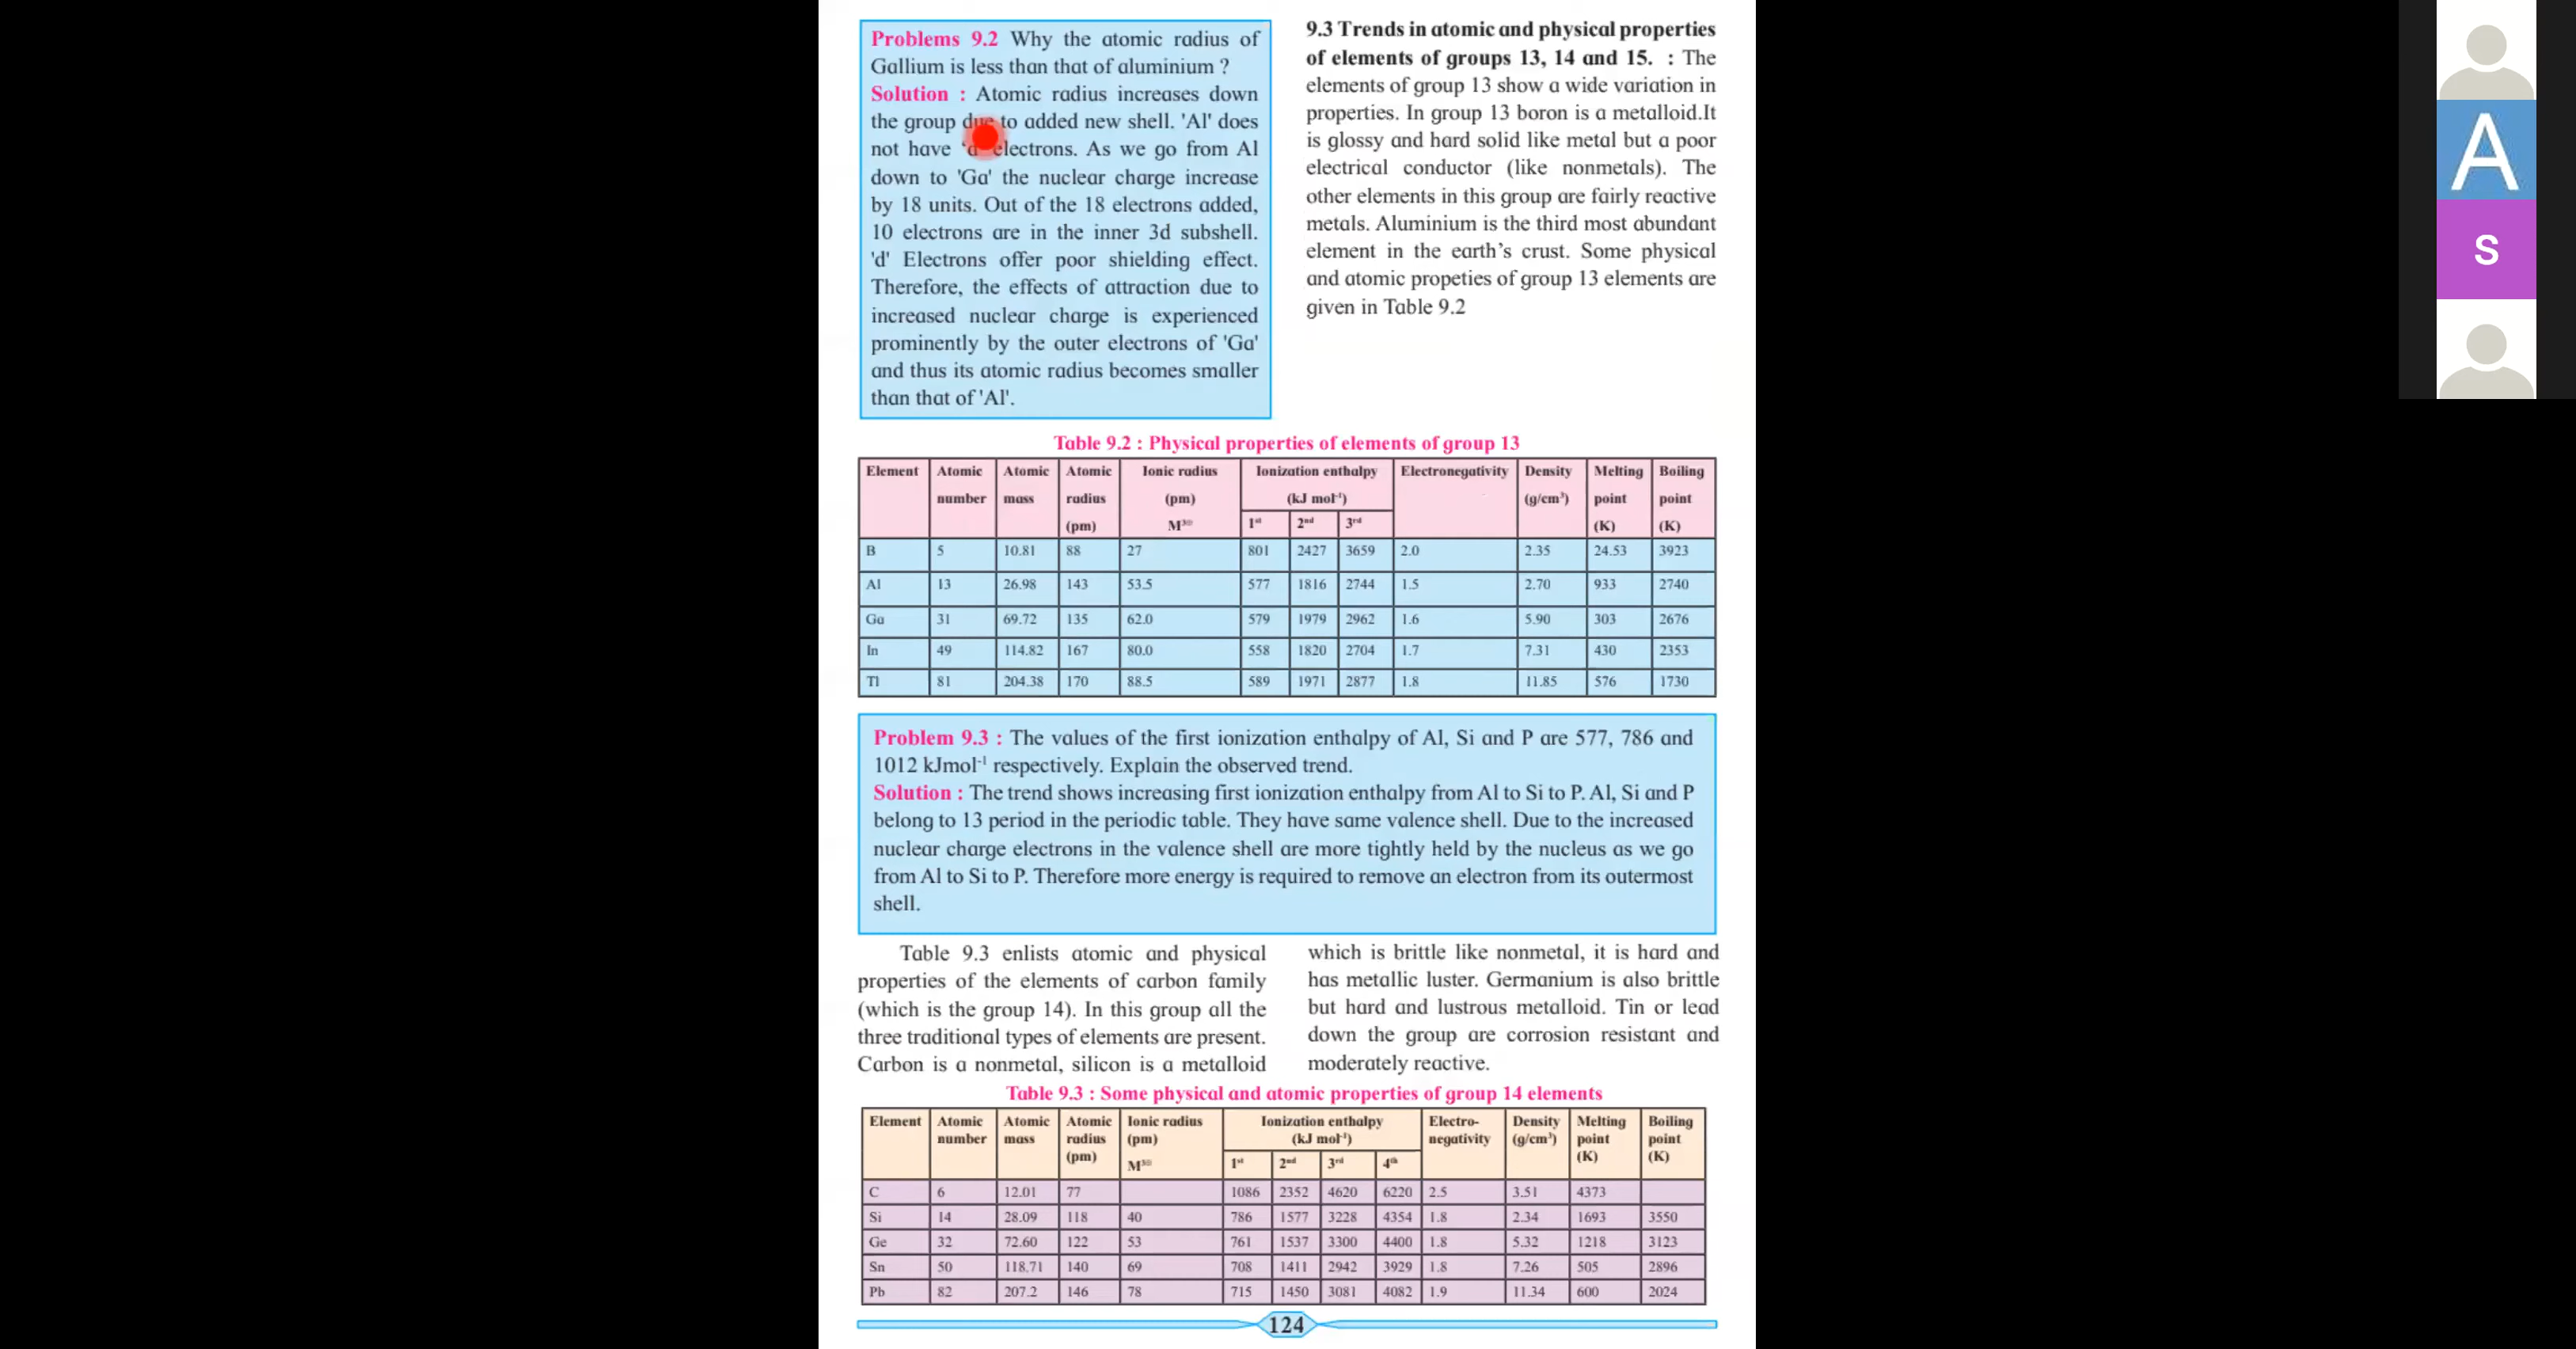 Problems 9.2 Why the atomic radius of
Gallium is less than that of aluminium ?
Solution : Atomic radius increases down
the group due to added new shell. 'Al' does
not have 'd' electrons. As we go from Al
down to 'Ga' the nuclear charge increase
by 18 units. Out of the 18 electrons added,
10 electrons are in the inner 3d subshell.
'd' Electrons offer poor shielding effect.
Therefore, the effects of attraction due to
increased nuclear charge is experienced
prominently by the outer electrons of 'Ga'
and thus its atomic radius becomes smaller
than that of 'Al'.
9.3 Trends in atomic and physical properties
of elements of groups 13, 14 and 15. : The
elements of group 13 show a wide variation in
properties. In group 13 boron is a metalloid.It
is glossy and hard solid like metal but a poor
electrical conductor (like nonmetals). The
other elements in this group are fairly reactive
metals. Aluminium is the third most abundant
element in the earth's crust. Some physical
and atomic propeties of group 13 elements are
given in Table 9.2
Table 9.2 : Physical properties of elements of group 13
Element Atomic number Atomic mass Atomic radius (pm) Ionic radius (pm) M³⊕ Ionization enthalpy (kJ mol⁻¹) Electronegativity Density (g/cm³) Melting point (K) Boiling point (K)
1st 2nd 3rd
B 5 10.81 88 27 801 2427 3659 2.0 2.35 24.53 3923
Al 13 26.98 143 53.5 577 1816 2744 1.5 2.70 933 2740
Ga 31 69.72 135 62.0 579 1979 2962 1.6 5.90 303 2676
In 49 114.82 167 80.0 558 1820 2704 1.7 7.31 430 2353
Tl 81 204.38 170 88.5 589 1971 2877 1.8 11.85 576 1730
Problem 9.3 : The values of the first ionization enthalpy of Al, Si and P are 577, 786 and
1012 kJmol⁻¹ respectively. Explain the observed trend.
Solution : The trend shows increasing first ionization enthalpy from Al to Si to P. Al, Si and P
belong to 13 period in the periodic table. They have same valence shell. Due to the increased
nuclear charge electrons in the valence shell are more tightly held by the nucleus as we go
from Al to Si to P. Therefore more energy is required to remove an electron from its outermost
shell.
Table 9.3 enlists atomic and physical
properties of the elements of carbon family
(which is the group 14). In this group all the
three traditional types of elements are present.
Carbon is a nonmetal, silicon is a metalloid
which is brittle like nonmetal, it is hard and
has metallic luster. Germanium is also brittle
but hard and lustrous metalloid. Tin or lead
down the group are corrosion resistant and
moderately reactive.
Table 9.3 : Some physical and atomic properties of group 14 elements
Element Atomic number Atomic mass Atomic radius (pm) Ionic radius (pm) M³⊕ Ionization enthalpy (kJ mol⁻¹) Electro-negativity Density (g/cm³) Melting point (K) Boiling point (K)
1st 2nd 3rd 4th
C 6 12.01 77 1086 2352 4620 6220 2.5 3.51 4373
Si 14 28.09 118 40 786 1577 3228 4354 1.8 2.34 1693 3550
Ge 32 72.60 122 53 761 1537 3300 4400 1.8 5.32 1218 3123
Sn 50 118.71 140 69 708 1411 2942 3929 1.8 7.26 505 2896
Pb 82 207.2 146 78 715 1450 3081 4082 1.9 11.34 600 2024
124
A
S